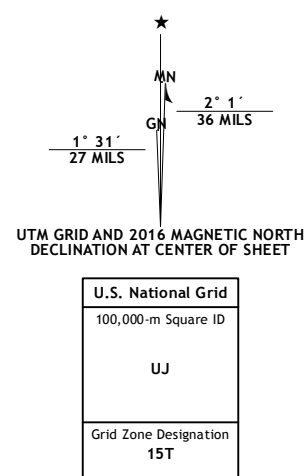 ★
MN
GN
2° 1´
36 MILS
1° 31´
27 MILS
UTM GRID AND 2016 MAGNETIC NORTH
DECLINATION AT CENTER OF SHEET
U.S. National Grid
100,000-m Square ID
UJ
Grid Zone Designation
15T